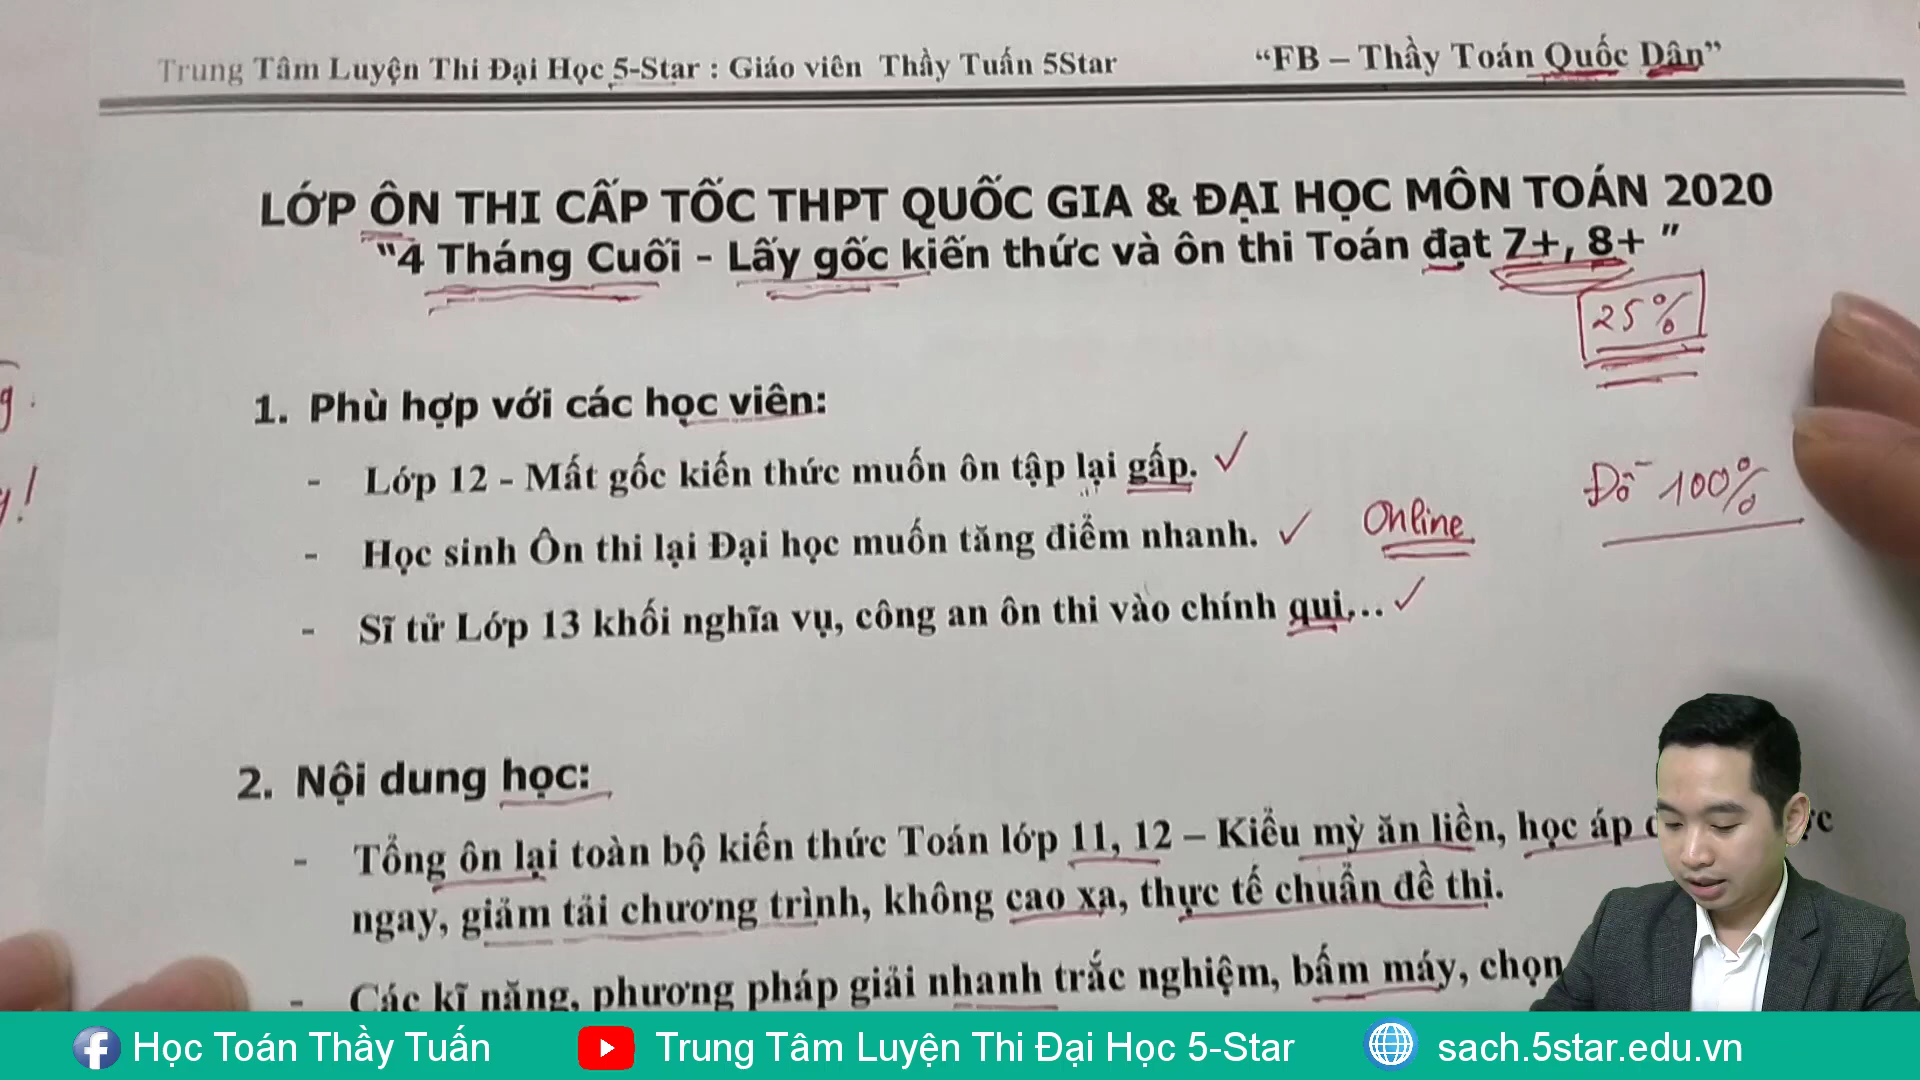 Trung Tâm Luyện Thi Đại Học 5-Star : Giáo viên Thầy Tuấn 5Star "FB – Thầy Toán Quốc Dân"
LỚP ÔN THI CẤP TỐC THPT QUỐC GIA & ĐẠI HỌC MÔN TOÁN 2020
"4 Tháng Cuối - Lấy gốc kiến thức và ôn thi Toán đạt 7+, 8+ "
25%
1. Phù hợp với các học viên:
- Lớp 12 - Mất gốc kiến thức muốn ôn tập lại gấp. ✓
Đỗ 100%
- Học sinh Ôn thi lại Đại học muốn tăng điểm nhanh. ✓ Online
- Sĩ tử Lớp 13 khối nghĩa vụ, công an ôn thi vào chính qui... ✓
2. Nội dung học:
- Tổng ôn lại toàn bộ kiến thức Toán lớp 11, 12 – Kiểu mỳ ăn liền, học áp
ngay, giảm tải chương trình, không cao xa, thực tế chuẩn đề thi.
- Các kĩ năng, phương pháp giải nhanh trắc nghiệm, bấm máy, chọn
Học Toán Thầy Tuấn Trung Tâm Luyện Thi Đại Học 5-Star sach.5star.edu.vn